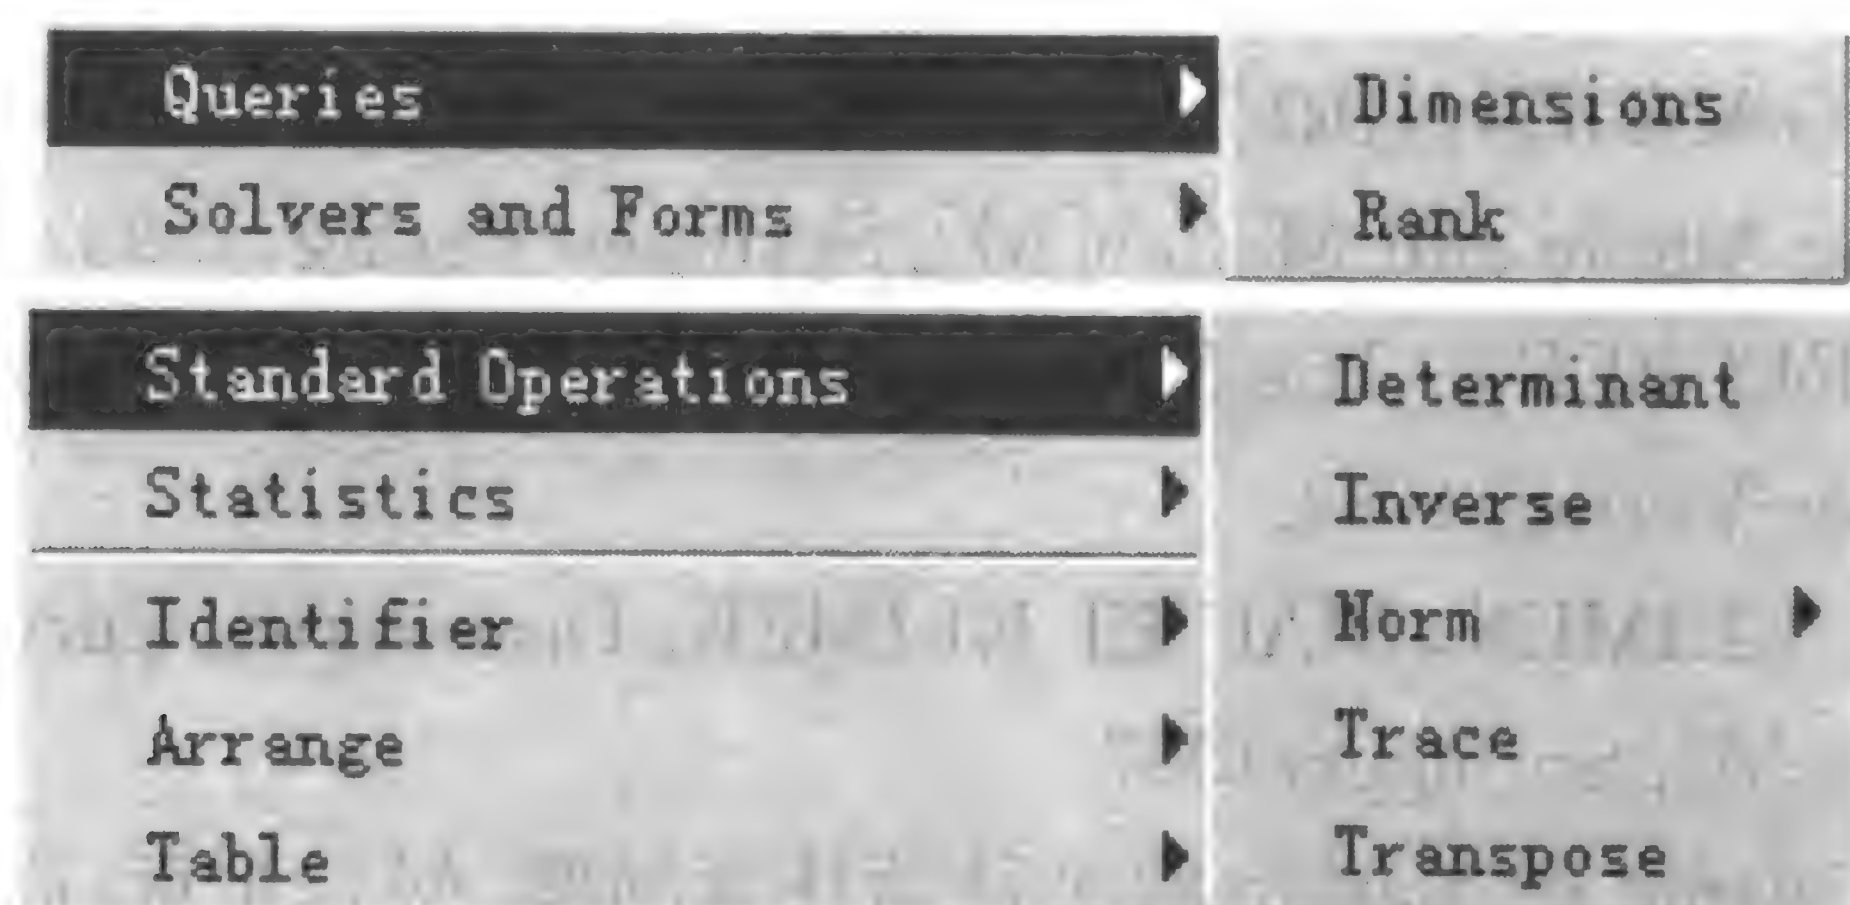 Queries
Dimensions
Solvers and Forms
Rank
Standard Operations
Determinant
Statistics
Inverse
Identifier
Norm
Arrange
Trace
Table
Transpose